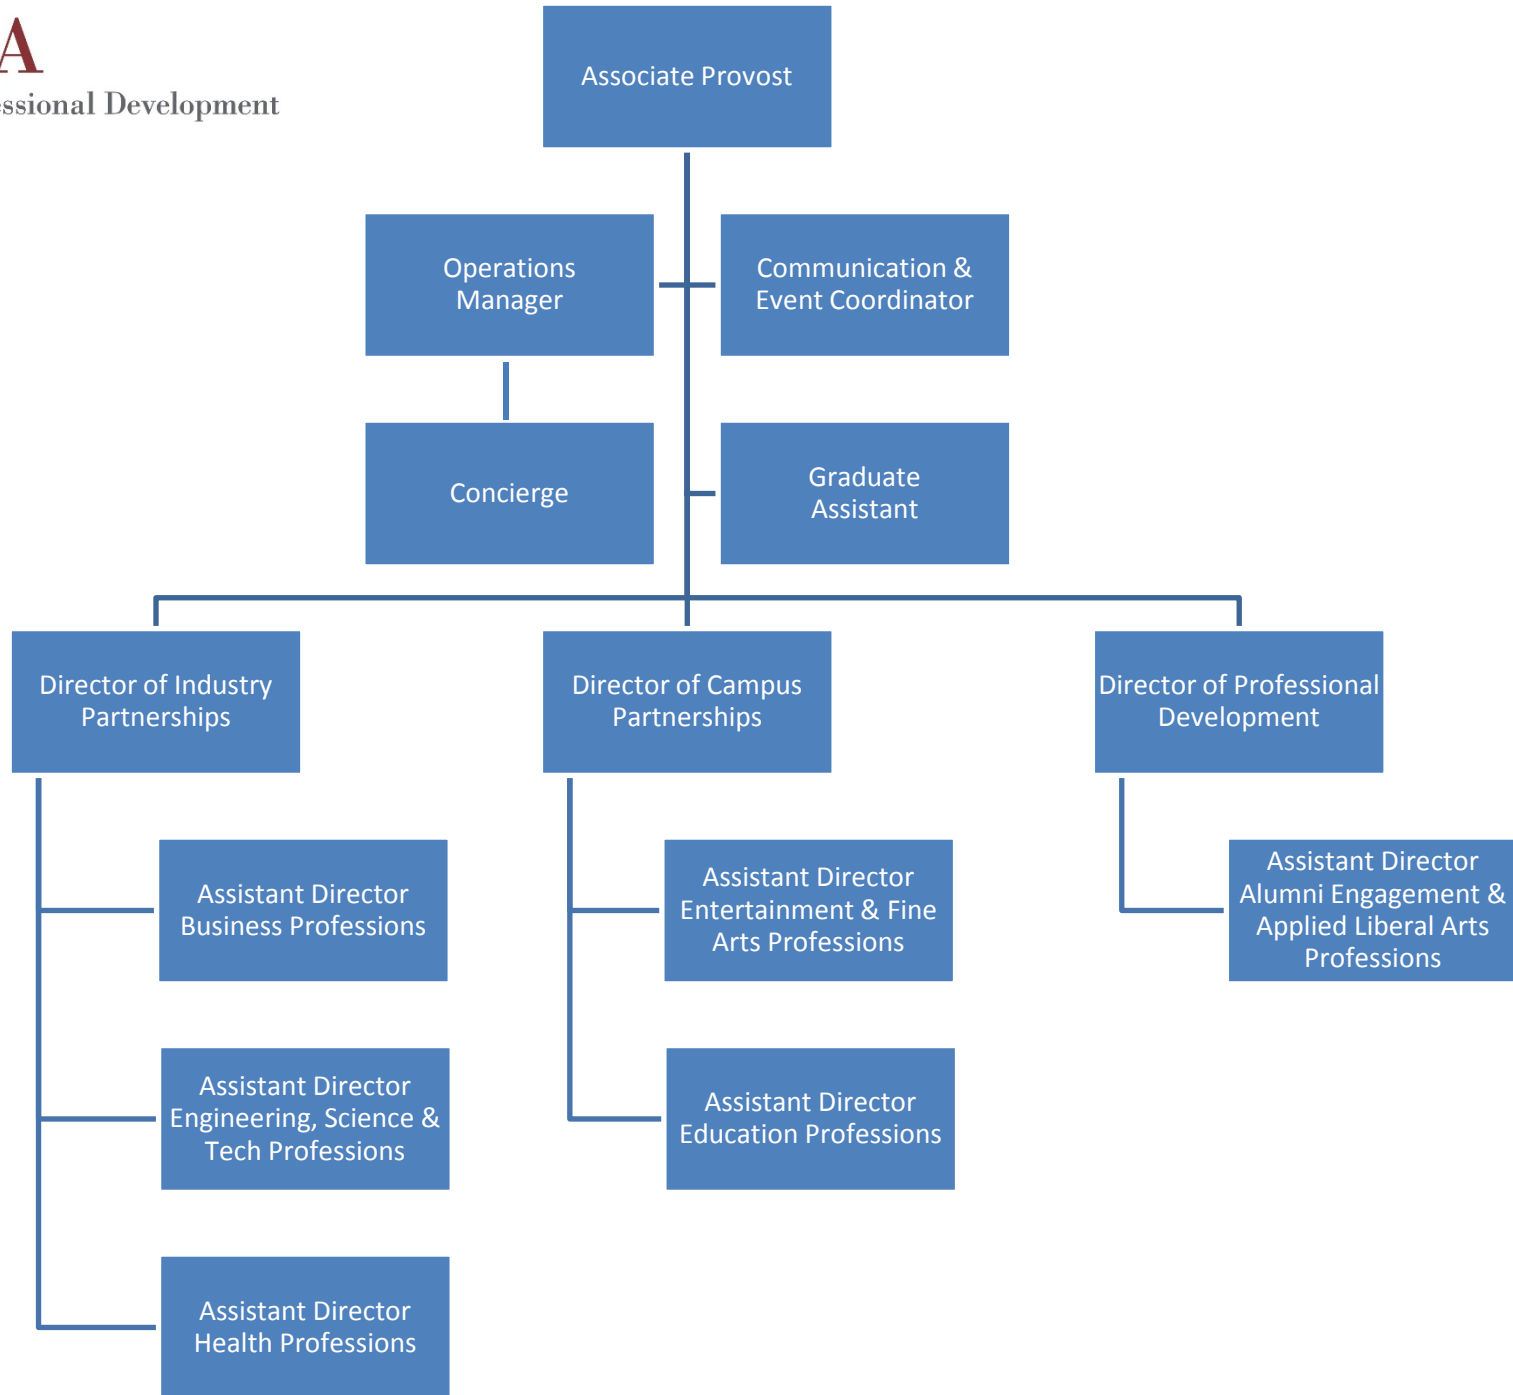 A
Professional Development
Associate Provost
Operations
Manager
Communication &
Event Coordinator
Concierge
Graduate
Assistant
Director of Industry
Partnerships
Director of Campus
Partnerships
Director of Professional
Development
Assistant Director
Business Professions
Assistant Director
Entertainment & Fine
Arts Professions
Assistant Director
Alumni Engagement &
Applied Liberal Arts
Professions
Assistant Director
Engineering, Science &
Tech Professions
Assistant Director
Education Professions
Assistant Director
Health Professions